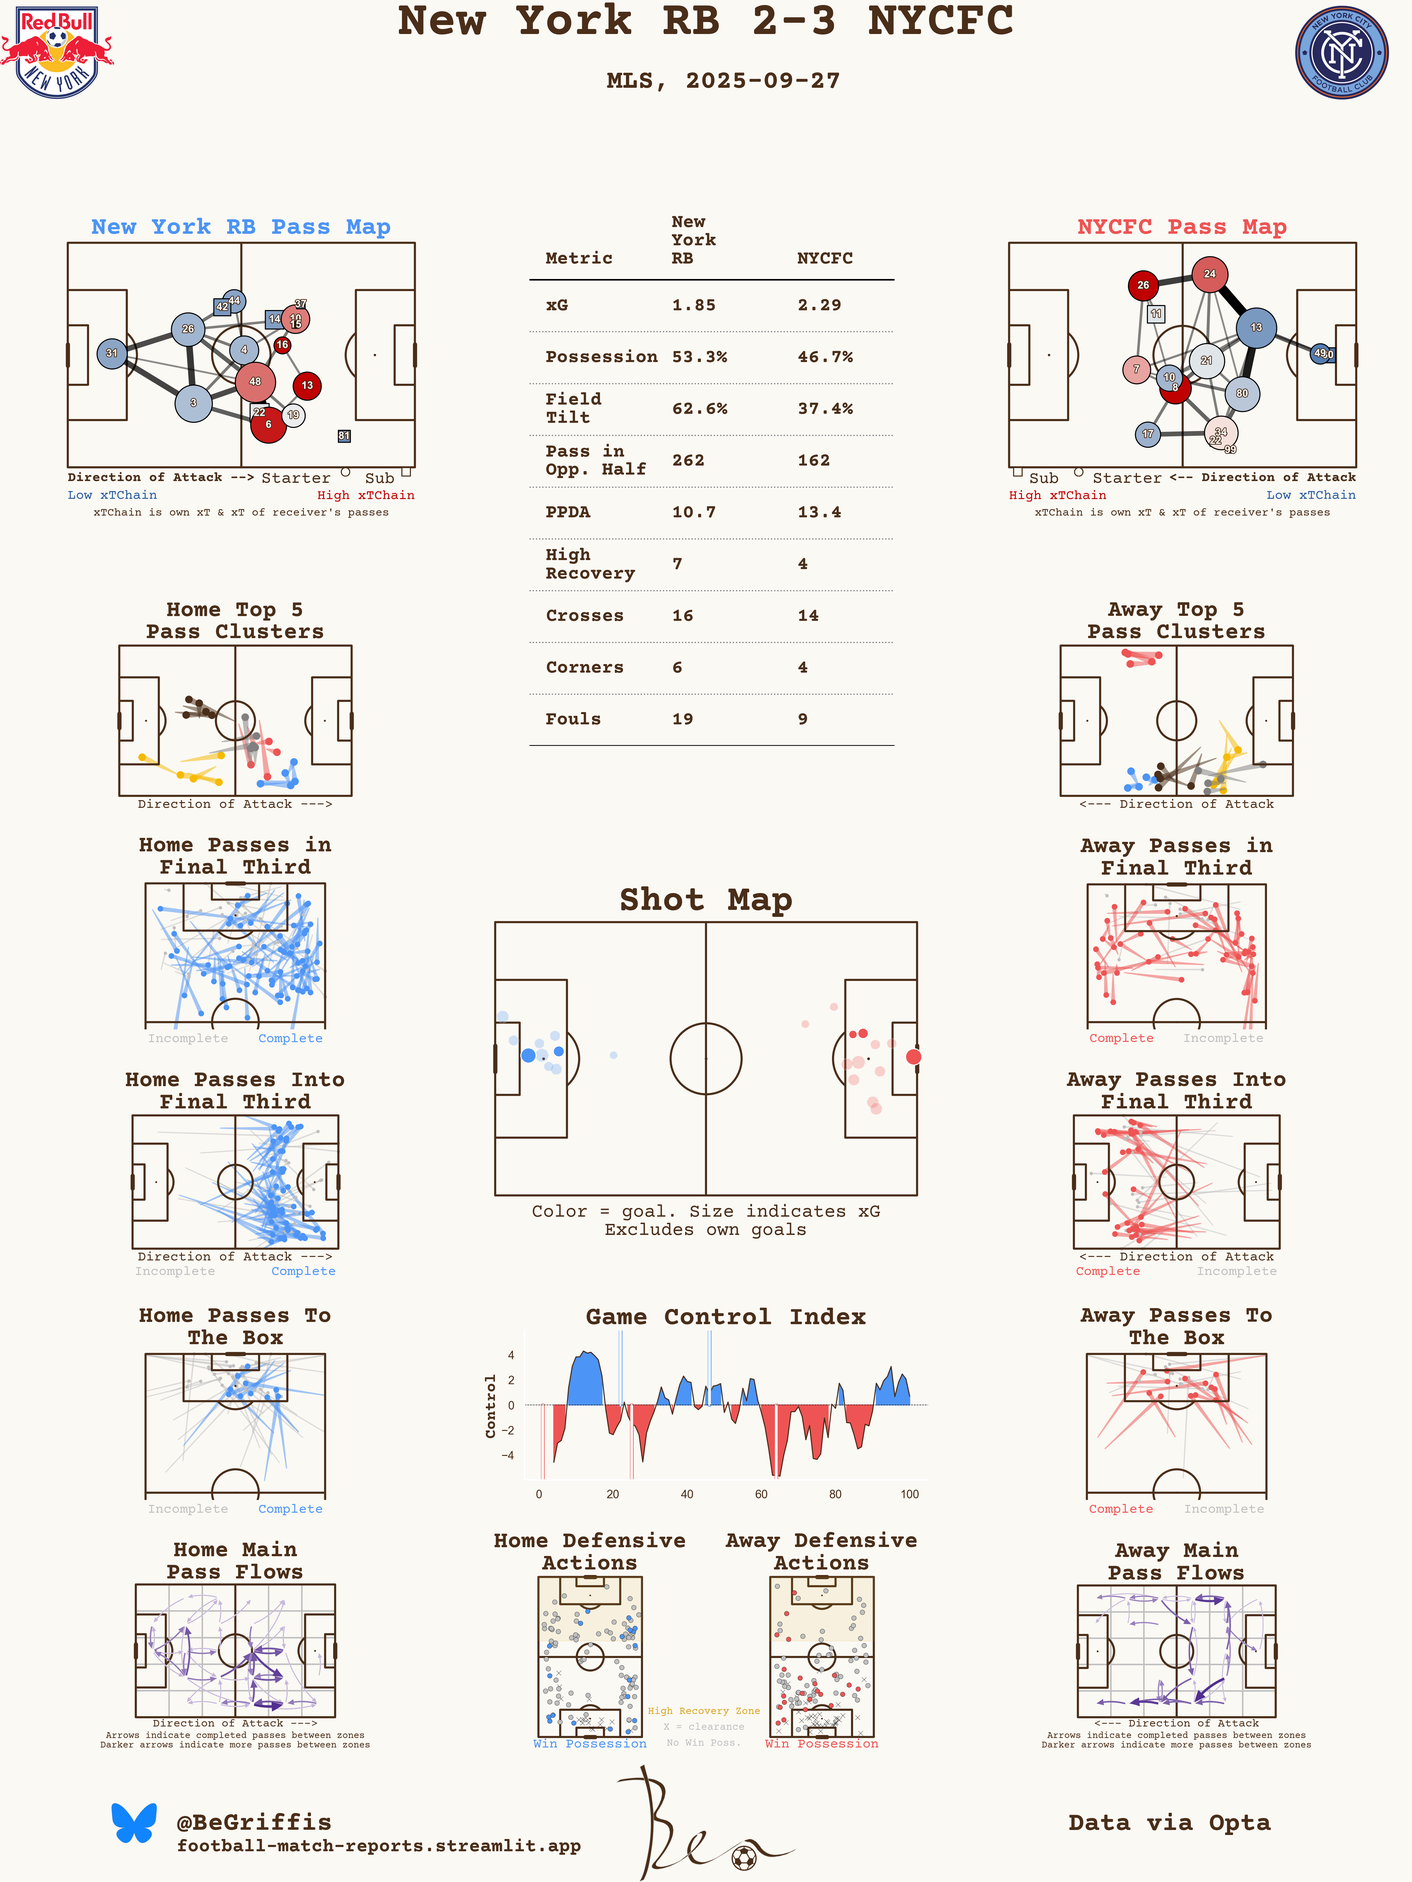 New York RB 2-3 NYCFC
MLS, 2025-09-27
Red Bull
NEW YORK
NEW YORK CITY
NYC
FOOTBALL CLUB
New York RB Pass Map
31
26
3
42
44
4
48
22
6
14
37
10
15
16
13
19
81
Direction of Attack --> Starter Sub
Low xTChain High xTChain
xTChain is own xT & xT of receiver's passes
Metric New York RB NYCFC
xG 1.85 2.29
Possession 53.3% 46.7%
Field Tilt 62.6% 37.4%
Pass in Opp. Half 262 162
PPDA 10.7 13.4
High Recovery 7 4
Crosses 16 14
Corners 6 4
Fouls 19 9
NYCFC Pass Map
26
24
11
13
49
7
10
8
21
80
17
34
22
99
Sub Starter <-- Direction of Attack
High xTChain Low xTChain
xTChain is own xT & xT of receiver's passes
Home Top 5
Pass Clusters
Direction of Attack --->
Away Top 5
Pass Clusters
<--- Direction of Attack
Home Passes in
Final Third
Incomplete Complete
Away Passes in
Final Third
Complete Incomplete
Shot Map
Color = goal. Size indicates xG
Excludes own goals
Home Passes Into
Final Third
Direction of Attack --->
Incomplete Complete
Away Passes Into
Final Third
<--- Direction of Attack
Complete Incomplete
Home Passes To
The Box
Incomplete Complete
Game Control Index
Control
4
2
0
−2
−4
0 20 40 60 80 100
Away Passes To
The Box
Complete Incomplete
Home Main
Pass Flows
Direction of Attack --->
Arrows indicate completed passes between zones
Darker arrows indicate more passes between zones
Home Defensive
Actions
Win Possession
Away Defensive
Actions
Win Possession
High Recovery Zone
X = clearance
No Win Poss.
Away Main
Pass Flows
<--- Direction of Attack
Arrows indicate completed passes between zones
Darker arrows indicate more passes between zones
@BeGriffis
football-match-reports.streamlit.app
Ben
Data via Opta